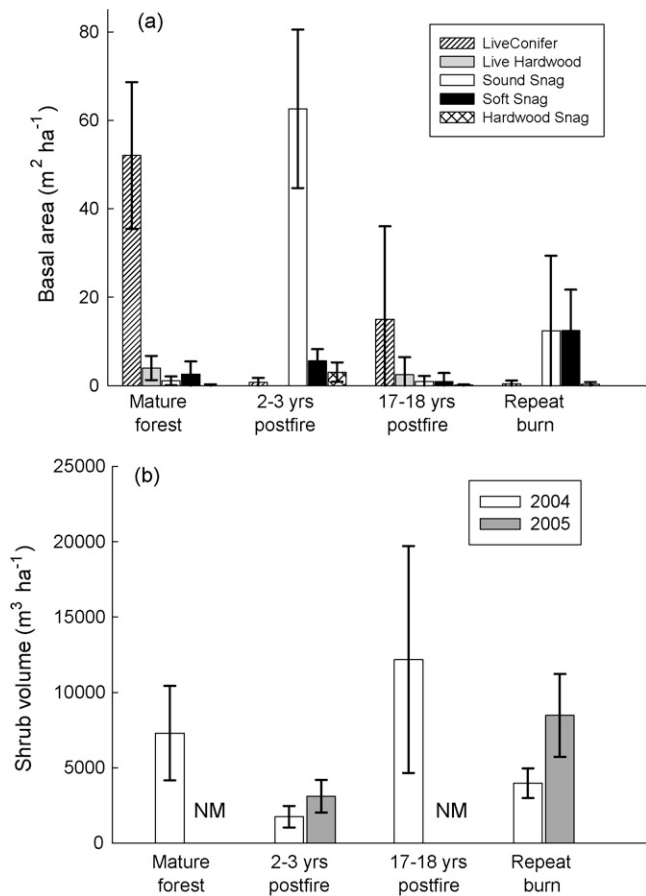 (a)
80
60
40
20
0
Basal area (m² ha⁻¹)
LiveConifer
Live Hardwood
Sound Snag
Soft Snag
Hardwood Snag
Mature forest
2-3 yrs postfire
17-18 yrs postfire
Repeat burn
(b)
25000
20000
15000
10000
5000
0
Shrub volume (m³ ha⁻¹)
2004
2005
NM
NM
Mature forest
2-3 yrs postfire
17-18 yrs postfire
Repeat burn